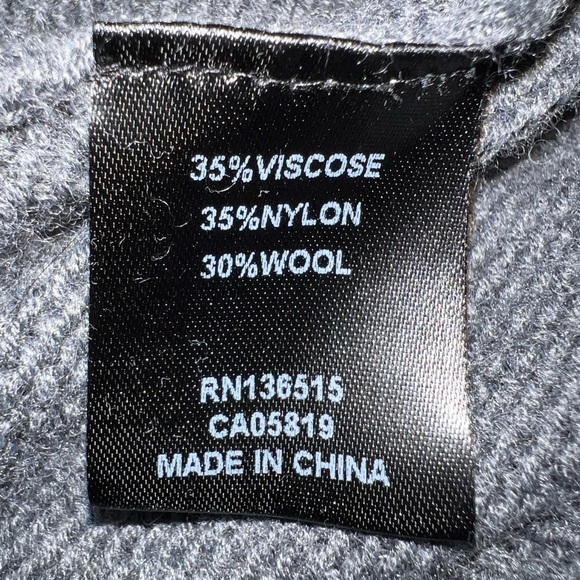 35%VISCOSE
35%NYLON
30%WOOL
RN136515
CA05819
MADE IN CHINA